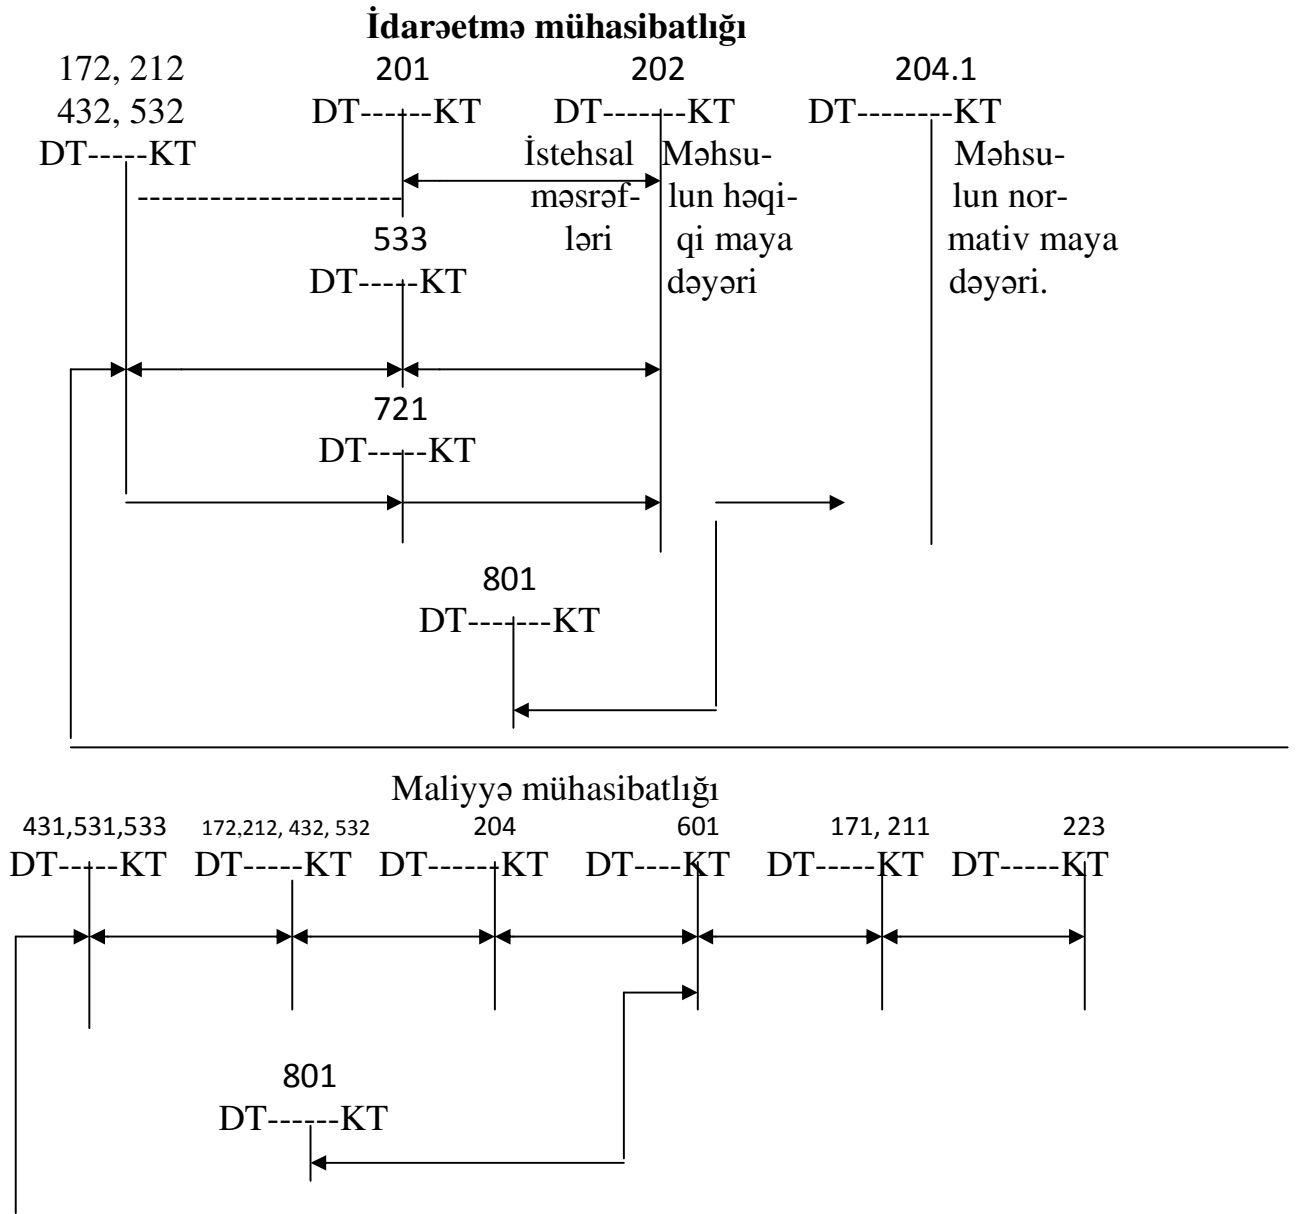 İdarəetmə mühasibatlığı
172, 212 201 202 204.1
432, 532 DT------KT DT-------KT DT--------KT
DT-----KT İstehsal Məhsu- Məhsu-
---------------------- məsrəf- lun həqi- lun nor-
533 ləri qi maya mativ maya
DT-----KT dəyəri dəyəri.
721
DT-----KT
801
DT-------KT
Maliyyə mühasibatlığı
431,531,533 172,212, 432, 532 204 601 171, 211 223
DT-----KT DT-----KT DT------KT DT----KT DT-----KT DT-----KT
801
DT------KT